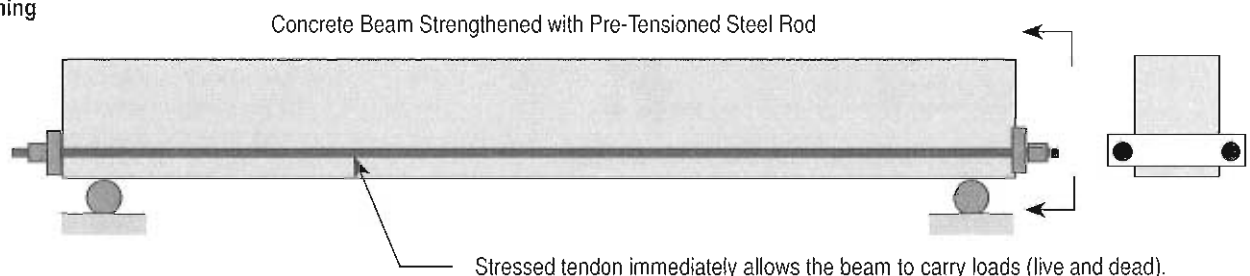 Concrete Beam Strengthened with Pre-Tensioned Steel Rod
Stressed tendon immediately allows the beam to carry loads (live and dead).